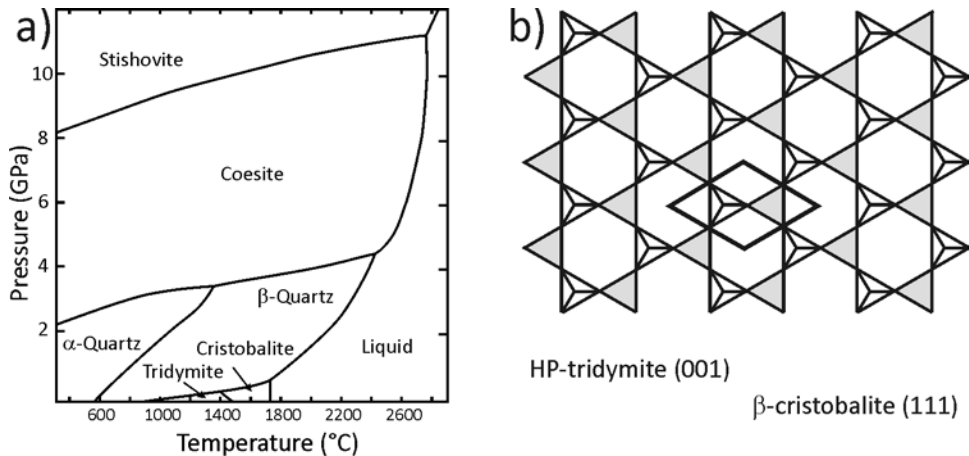 a)
Pressure (GPa)
10
8
6
4
2
Stishovite
Coesite
β-Quartz
α-Quartz
Cristobalite
Tridymite
Liquid
600
1000
1400
1800
2200
2600
Temperature (°C)
b)
HP-tridymite (001)
β-cristobalite (111)